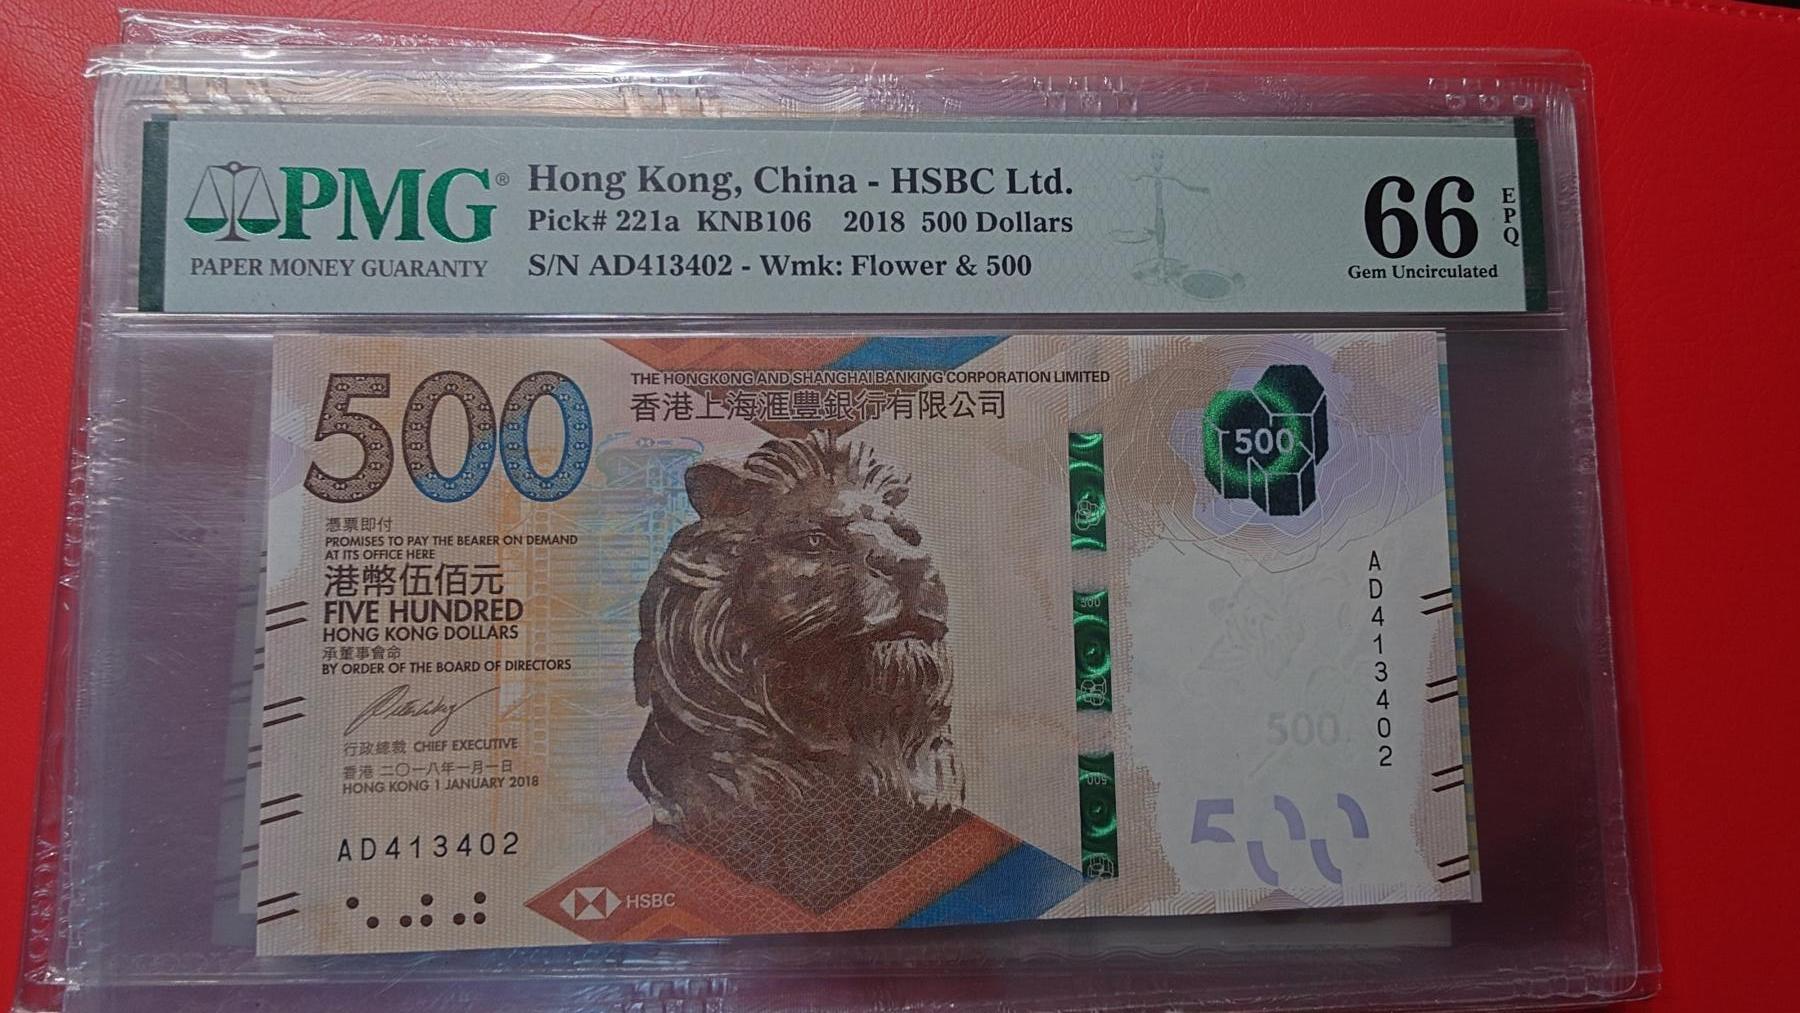 PMG®
PAPER MONEY GUARANTY
Hong Kong, China - HSBC Ltd.
Pick# 221a KNB106 2018 500 Dollars
S/N AD413402 - Wmk: Flower & 500
66
EPQ
Gem Uncirculated
500
THE HONGKONG AND SHANGHAI BANKING CORPORATION LIMITED
香港上海滙豐銀行有限公司
500
憑票即付
PROMISES TO PAY THE BEARER ON DEMAND
AT ITS OFFICE HERE
港幣伍佰元
FIVE HUNDRED
HONG KONG DOLLARS
承董事會命
BY ORDER OF THE BOARD OF DIRECTORS
行政總裁 CHIEF EXECUTIVE
香港 二〇一八年一月一日
HONG KONG 1 JANUARY 2018
AD413402
HSBC
500
500
AD413402
500
500